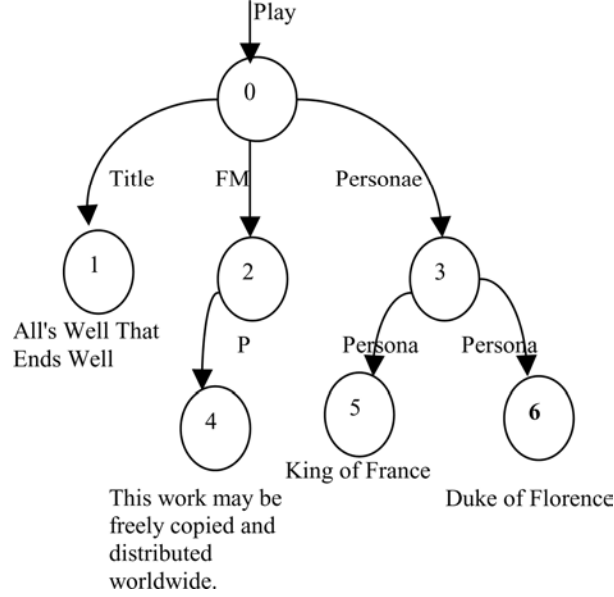 Play
0
Title FM Personae
1 2 3
All's Well That
Ends Well
P Persona Persona
4 5 6
King of France
Duke of Florence
This work may be
freely copied and
distributed
worldwide.